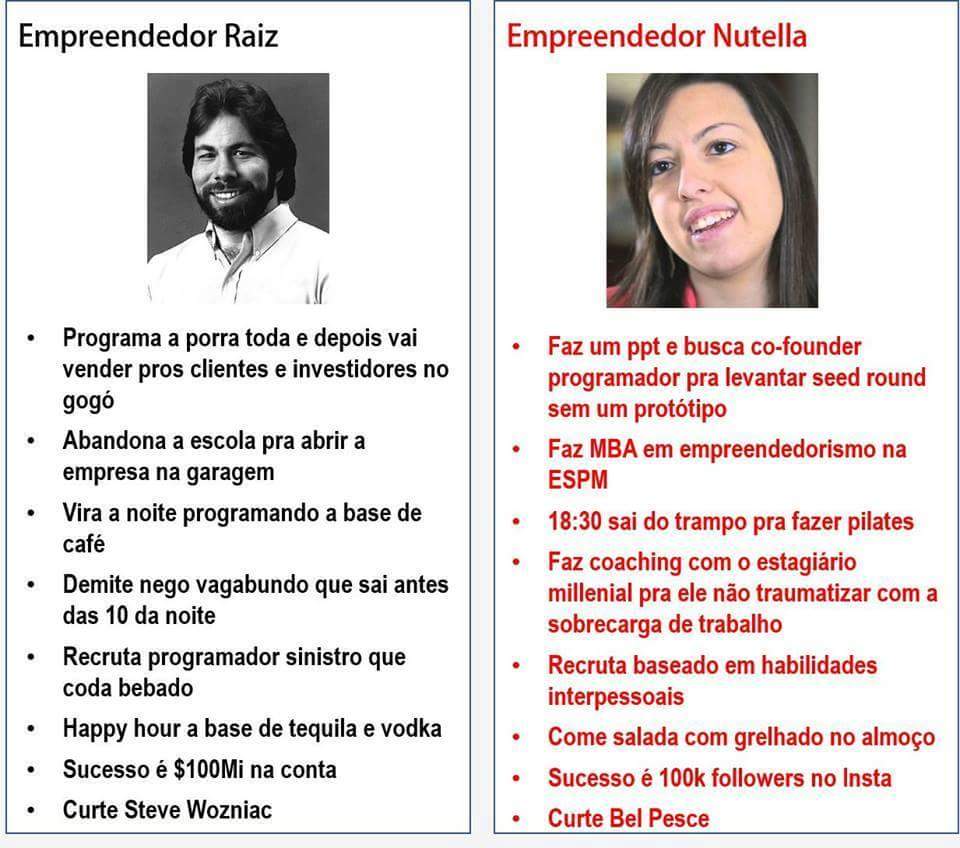 Empreendedor Raiz
Programa a porra toda e depois vai
vender pros clientes e investidores no
gogó
Abandona a escola pra abrir a
empresa na garagem
Vira a noite programando a base de
café
Demite nego vagabundo que sai antes
das 10 da noite
Recruta programador sinistro que
coda bebado
Happy hour a base de tequila e vodka
Sucesso é $100Mi na conta
Curte Steve Wozniac
Empreendedor Nutella
Faz um ppt e busca co-founder
programador pra levantar seed round
sem um protótipo
Faz MBA em empreendedorismo na
ESPM
18:30 sai do trampo pra fazer pilates
Faz coaching com o estagiário
millenial pra ele não traumatizar com a
sobrecarga de trabalho
Recruta baseado em habilidades
interpessoais
Come salada com grelhado no almoço
Sucesso é 100k followers no Insta
Curte Bel Pesce